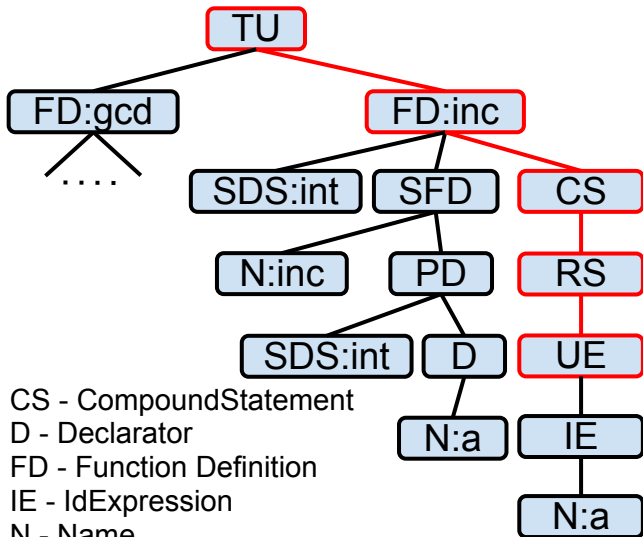 TU
FD:gcd FD:inc
. . . . SDS:int SFD CS
N:inc PD RS
SDS:int D UE
CS - CompoundStatement
D - Declarator N:a IE
FD - Function Definition
IE - IdExpression
N - Name N:a